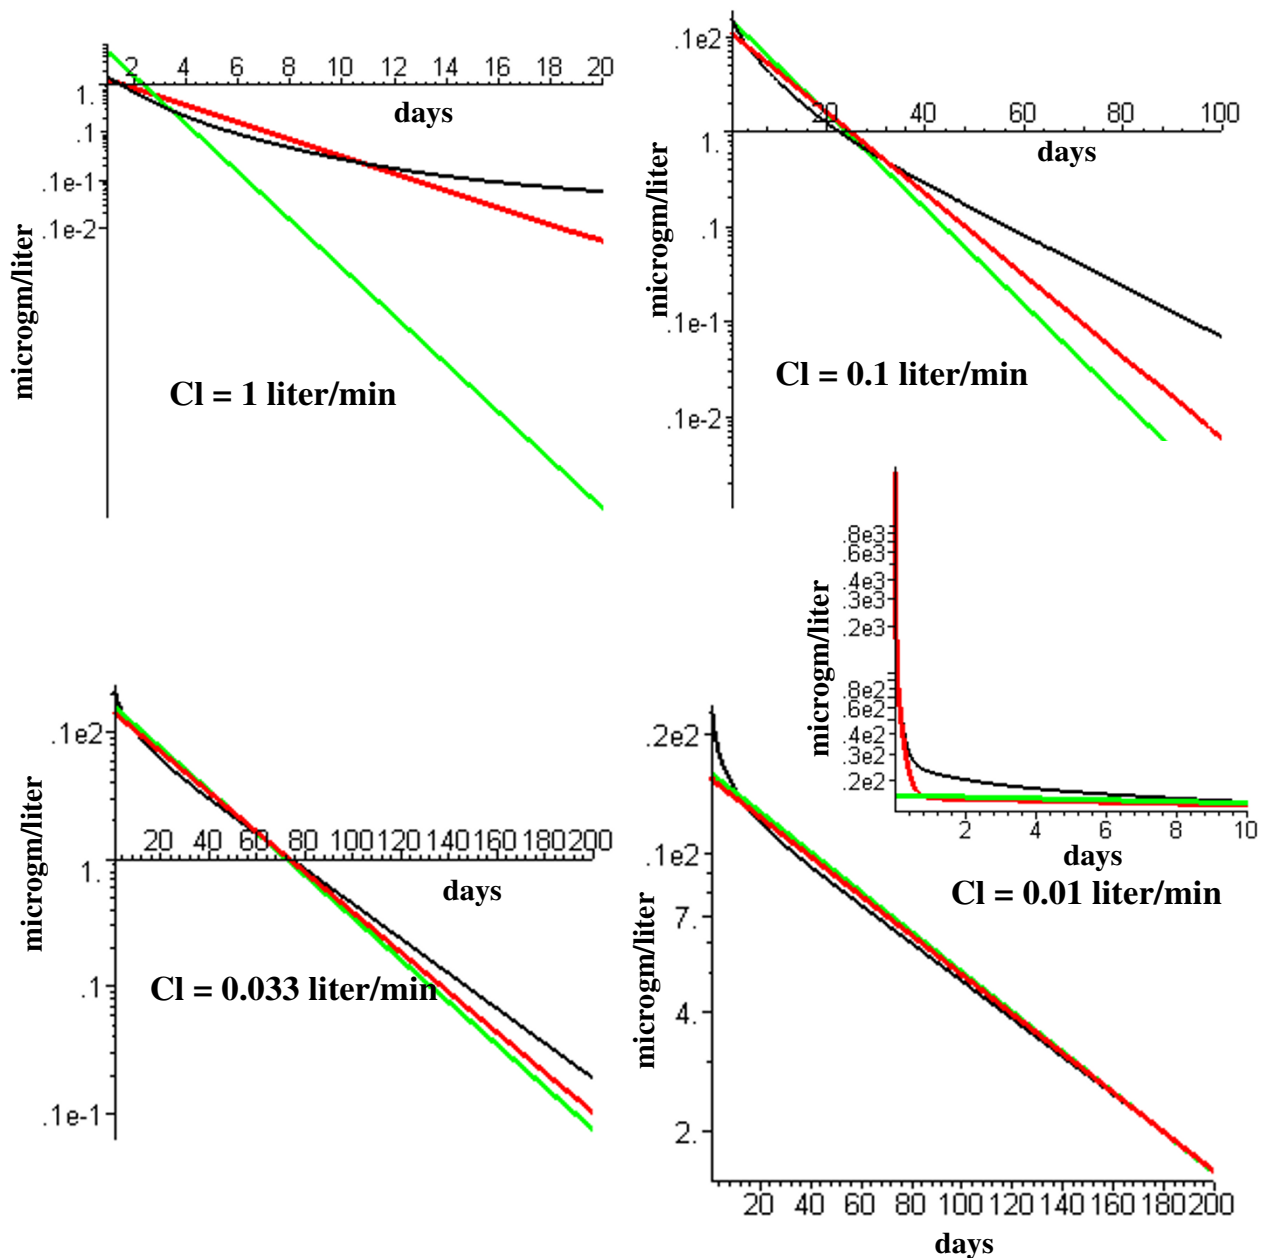 2 4 6 8 10 12 14 16 18 20
days
1.
.1
.1e-1
.1e-2
microgm/liter
Cl = 1 liter/min
.1e2
20 40 60 80 100
days
1.
.1
.1e-1
.1e-2
microgm/liter
Cl = 0.1 liter/min
.1e2
20 40 60 80 100 120 140 160 180 200
days
1.
.1
.1e-1
microgm/liter
Cl = 0.033 liter/min
.8e3
.6e3
.4e3
.3e3
.2e3
.8e2
.6e2
.4e2
.3e2
.2e2
microgm/liter
2 4 6 8 10
days
Cl = 0.01 liter/min
.2e2
.1e2
7.
4.
2.
microgm/liter
20 40 60 80 100 120 140 160 180 200
days